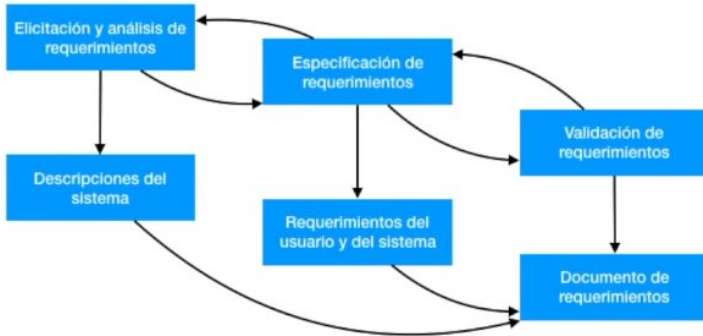 Elicitación y análisis de
requerimientos
Especificación de
requerimientos
Validación de
requerimientos
Descripciones del
sistema
Requerimientos del
usuario y del sistema
Documento de
requerimientos